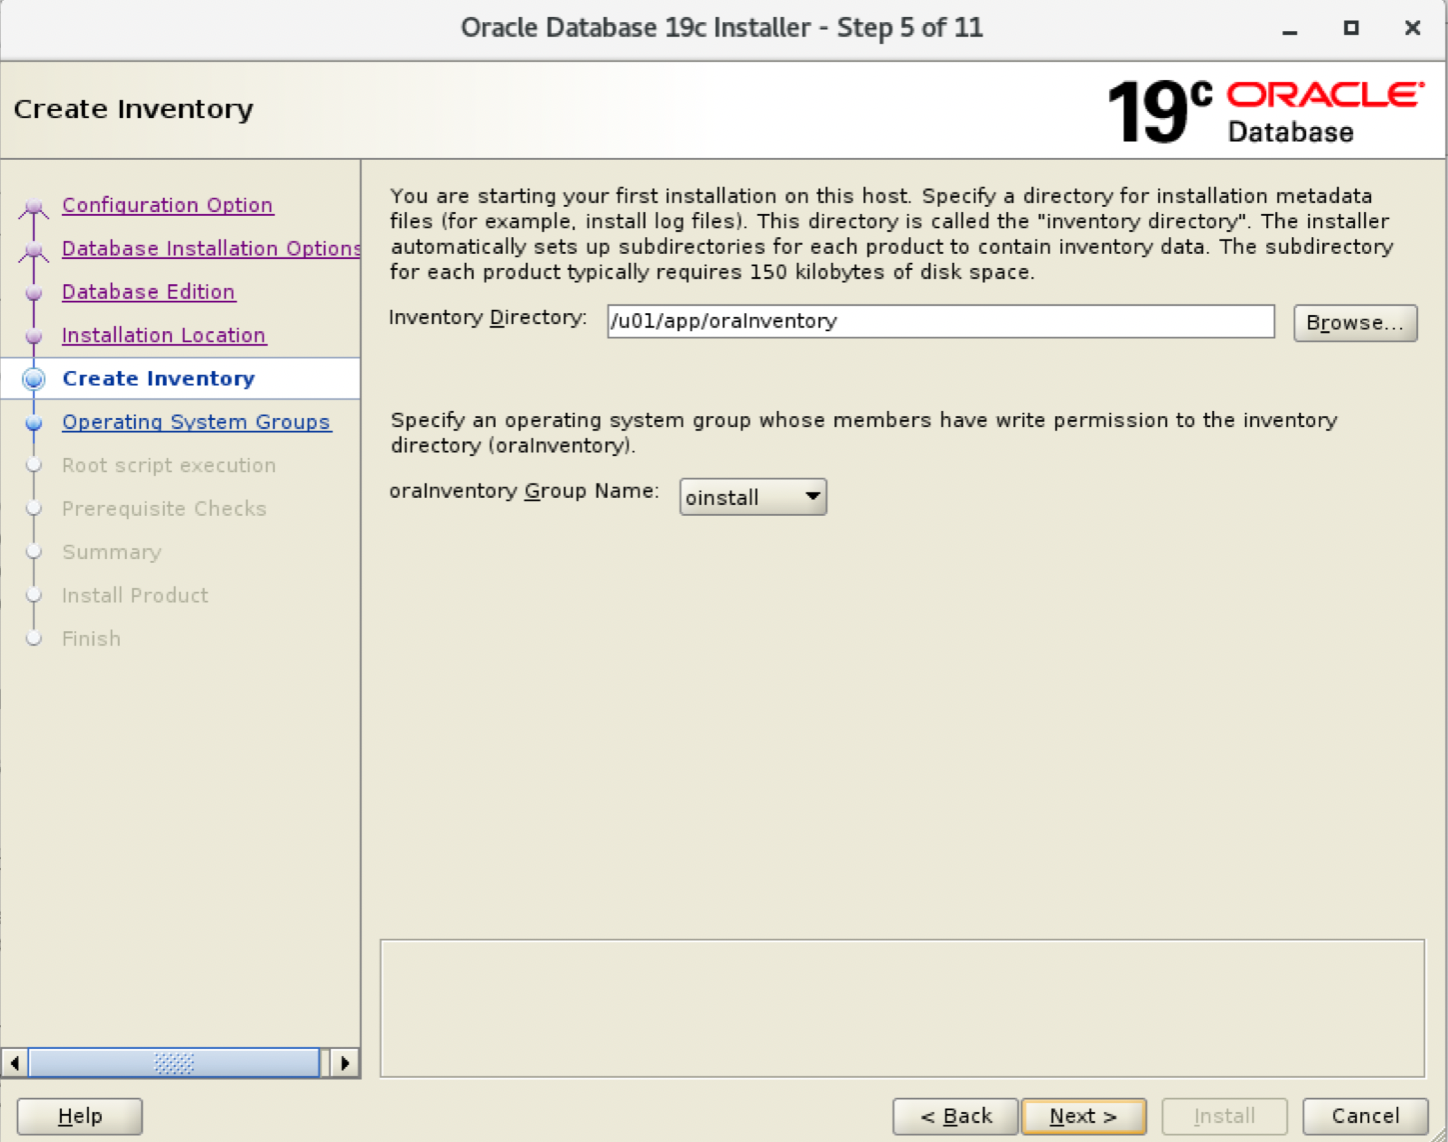 Oracle Database 19c Installer - Step 5 of 11
Create Inventory
19c ORACLE
Database
Configuration Option
Database Installation Options
Database Edition
Installation Location
Create Inventory
Operating System Groups
Root script execution
Prerequisite Checks
Summary
Install Product
Finish
You are starting your first installation on this host. Specify a directory for installation metadata
files (for example, install log files). This directory is called the "inventory directory". The installer
automatically sets up subdirectories for each product to contain inventory data. The subdirectory
for each product typically requires 150 kilobytes of disk space.
Inventory Directory: /u01/app/oraInventory Browse...
Specify an operating system group whose members have write permission to the inventory
directory (oraInventory).
oraInventory Group Name: oinstall
Help < Back Next > Install Cancel